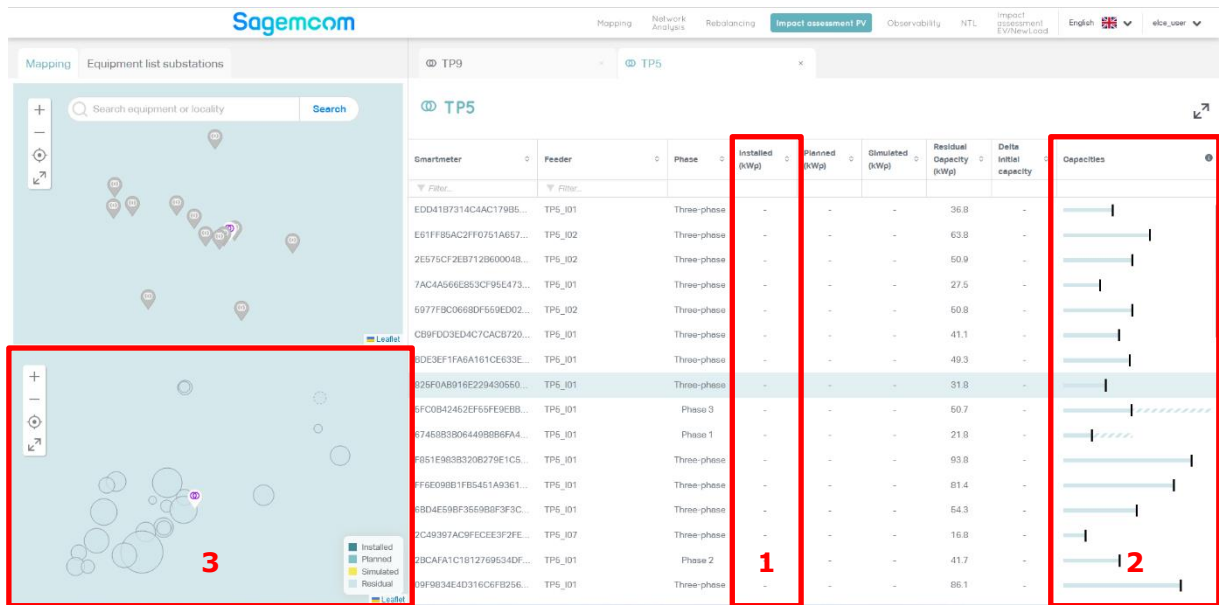 Sagemcom
Mapping
Network Analysis
Rebalancing
Impact assessment PV
Observability
NTL
Impact assessment EV/NewLoad
English
elce_user
Mapping
Equipment list substations
TP9
TP5
Search equipment or locality
Search
Leaflet
TP5
Smartmeter Feeder Phase Installed (kWp) Planned (kWp) Simulated (kWp) Residual Capacity (kWp) Delta Initial capacity Capacities
Filter... Filter...
EDD41B7314C4AC179B5... TP5_I01 Three-phase - - - 36.8 -
E61FF85AC2FF0751A657... TP5_I02 Three-phase - - - 63.8 -
2E575CF2EB712B600048... TP5_I02 Three-phase - - - 50.9 -
7AC4A566E853CF95E473... TP5_I01 Three-phase - - - 27.5 -
5977FBC0668DF559ED02... TP5_I02 Three-phase - - - 50.8 -
CB9FDD3ED4C7CACB720... TP5_I01 Three-phase - - - 41.1 -
8DE3EF1FA6A161CE633E... TP5_I01 Three-phase - - - 49.3 -
825F0AB916E229430550... TP5_I01 Three-phase - - - 31.8 -
5FC0B42452EF55FE9EBB... TP5_I01 Phase 3 - - - 50.7 -
67458B3B06449B8B6FA4... TP5_I01 Phase 1 - - - 21.8 -
F851E983B320B279E1C5... TP5_I01 Three-phase - - - 93.8 -
FF6E098B1FB5451A9361... TP5_I01 Three-phase - - - 81.4 -
6BD4E59BF3559B8F3F3C... TP5_I01 Three-phase - - - 54.3 -
2C49397AC9FECEE3F2FE... TP5_I07 Three-phase - - - 16.8 -
2BCAFA1C1812769534DF... TP5_I01 Phase 2 - - - 41.7 -
09F9834E4D316C6FB256... TP5_I01 Three-phase - - - 86.1 -
Installed
Planned
Simulated
Residual
Leaflet
3
1
2